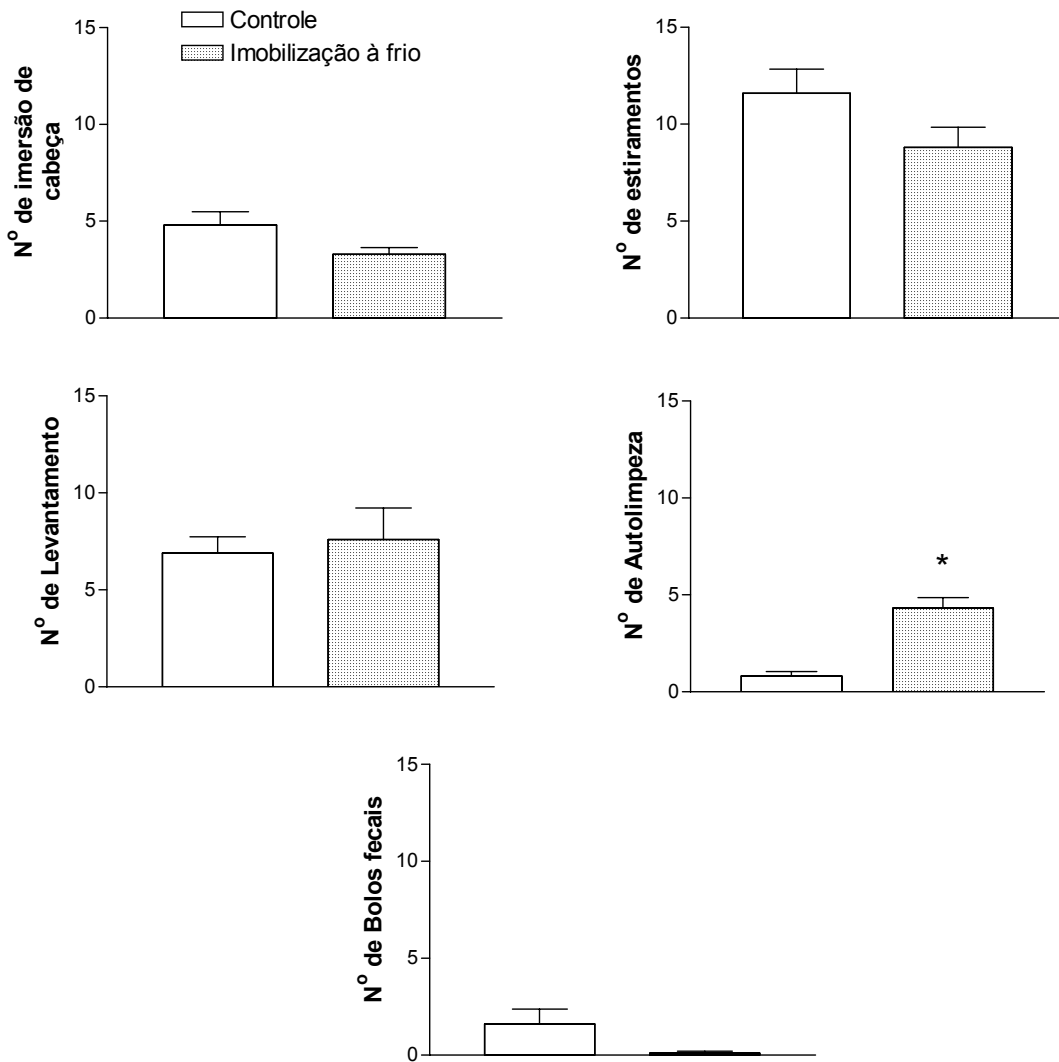 Controle
Imobilização à frio
Nº de imersão de
cabeça
15
10
5
0
Nº de estiramentos
15
10
5
0
Nº de Levantamento
15
10
5
0
Nº de Autolimpeza
15
10
5
0
*
Nº de Bolos fecais
15
10
5
0